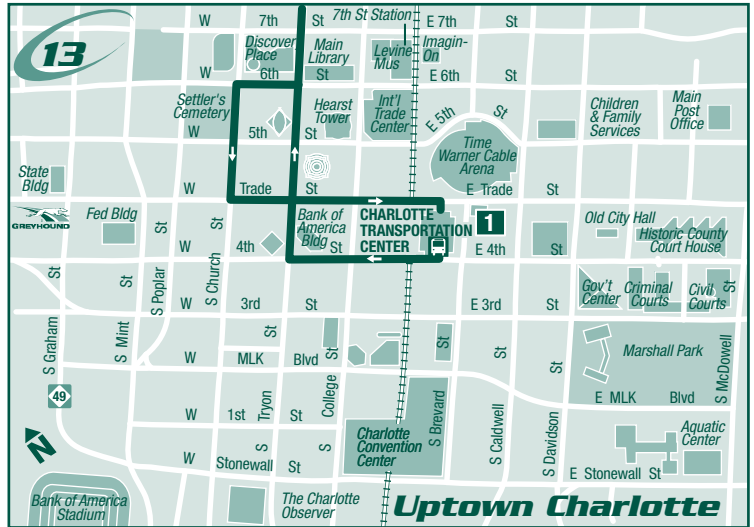 13
W 7th St
7th St Station
E 7th St
Discover
Place
Main
Library
Levine
Mus
Imagin-
On
W 6th St
E 6th St
Settler's
Cemetery
Hearst
Tower
Int'l
Trade
Center
E 5th St
Children
& Family
Services
Main
Post
Office
W 5th St
Time
Warner Cable
Arena
State
Bldg
W Trade St
E Trade St
GREYHOUND
Fed Bldg
Bank of
America
Bldg
CHARLOTTE
TRANSPORTATION
CENTER
1
Old City Hall
Historic County
Court House
W 4th St
E 4th St
Gov't
Center
Criminal
Courts
Civil
Courts
S Graham St
S Mint St
S Poplar St
S Church St
W 3rd St
E 3rd St
W MLK Blvd
Marshall Park
S McDowell St
49
E MLK Blvd
W 1st St
S Tryon St
S College St
S Brevard St
S Caldwell St
S Davidson St
Charlotte
Convention
Center
Aquatic
Center
N
W Stonewall St
E Stonewall St
Bank of America
Stadium
The Charlotte
Observer
Uptown Charlotte